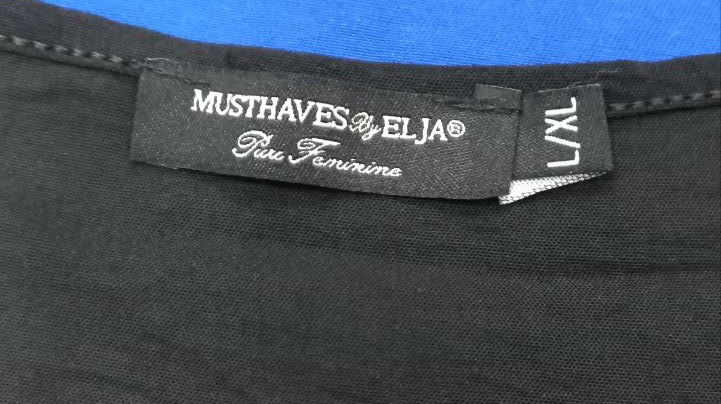 MUSTHAVES By ELJA®
Pure Feminine
L/XL